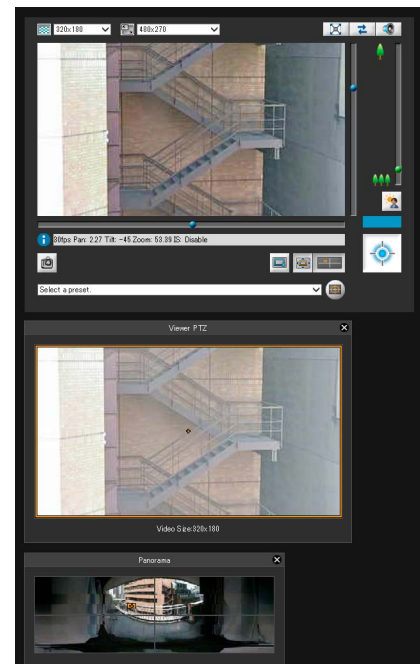 320x180
480x270
30fps Pan: 2.27 Tilt: -45 Zoom: 53.39 IS: Disable
Select a preset.
Viewer PTZ
Video Size:320x180
Panorama